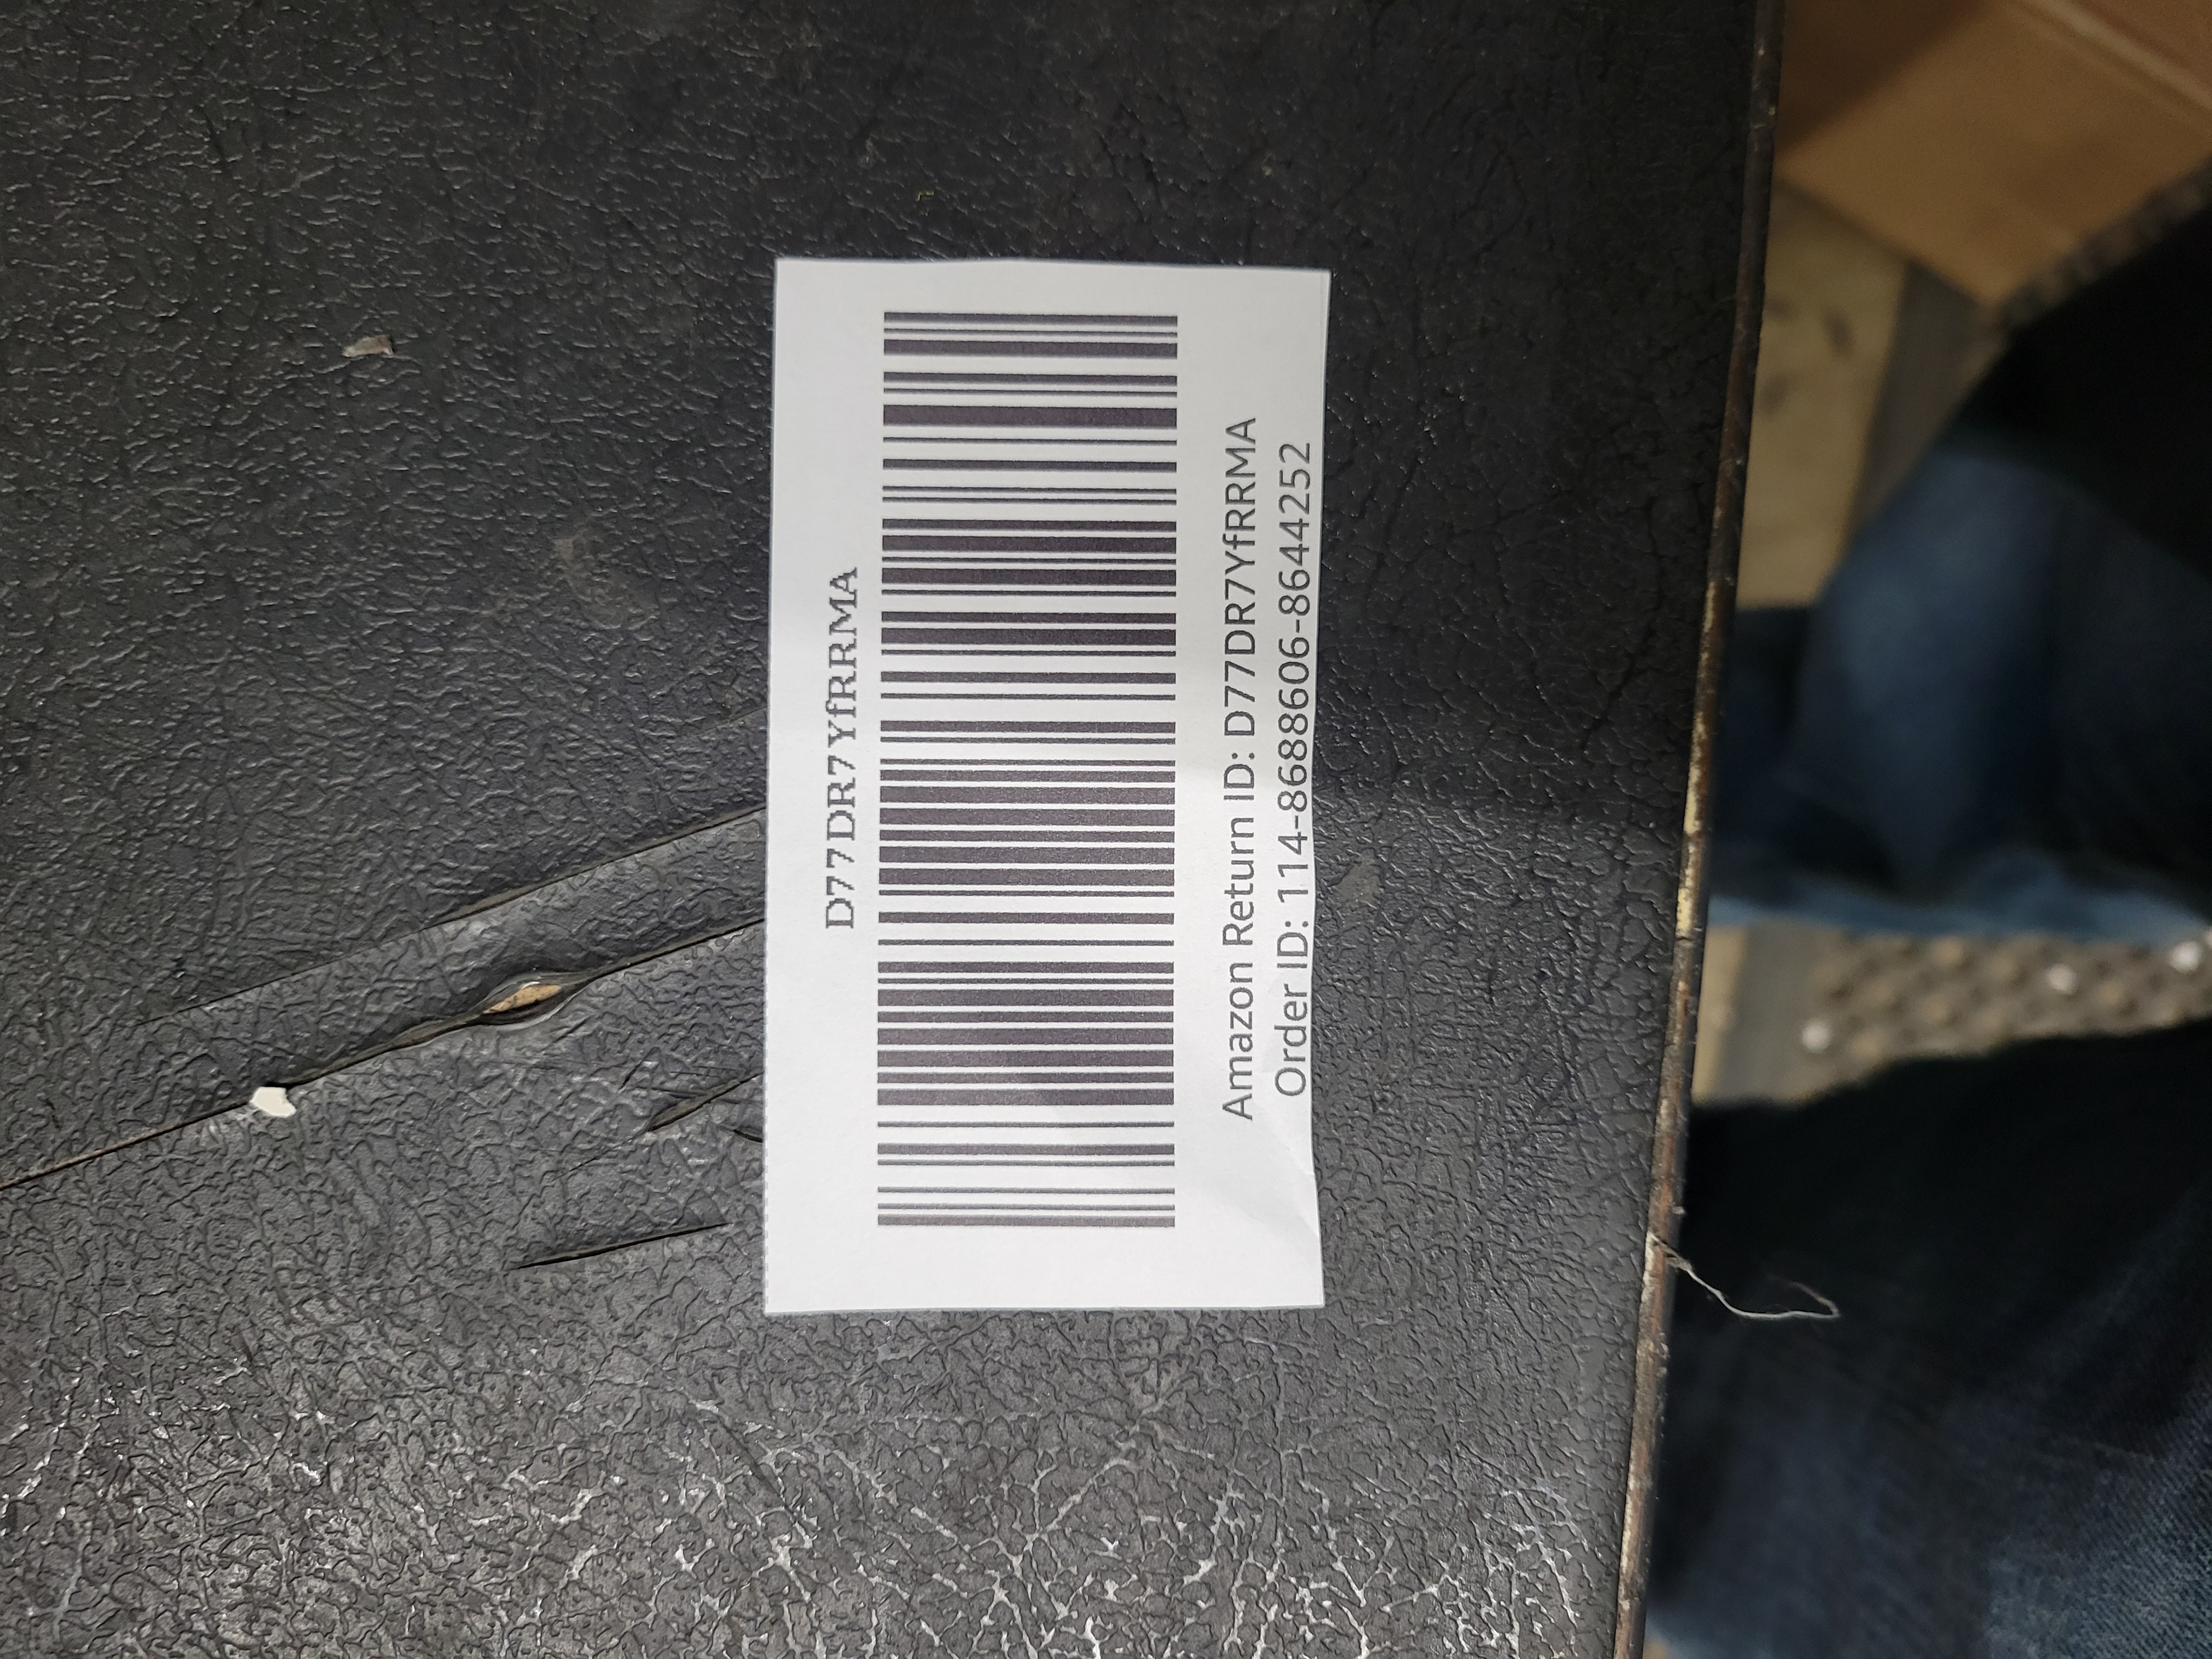 D77DR7YfRRMA
Amazon Return ID: D77DR7YfRRMA
Order ID: 114-8688606-8644252